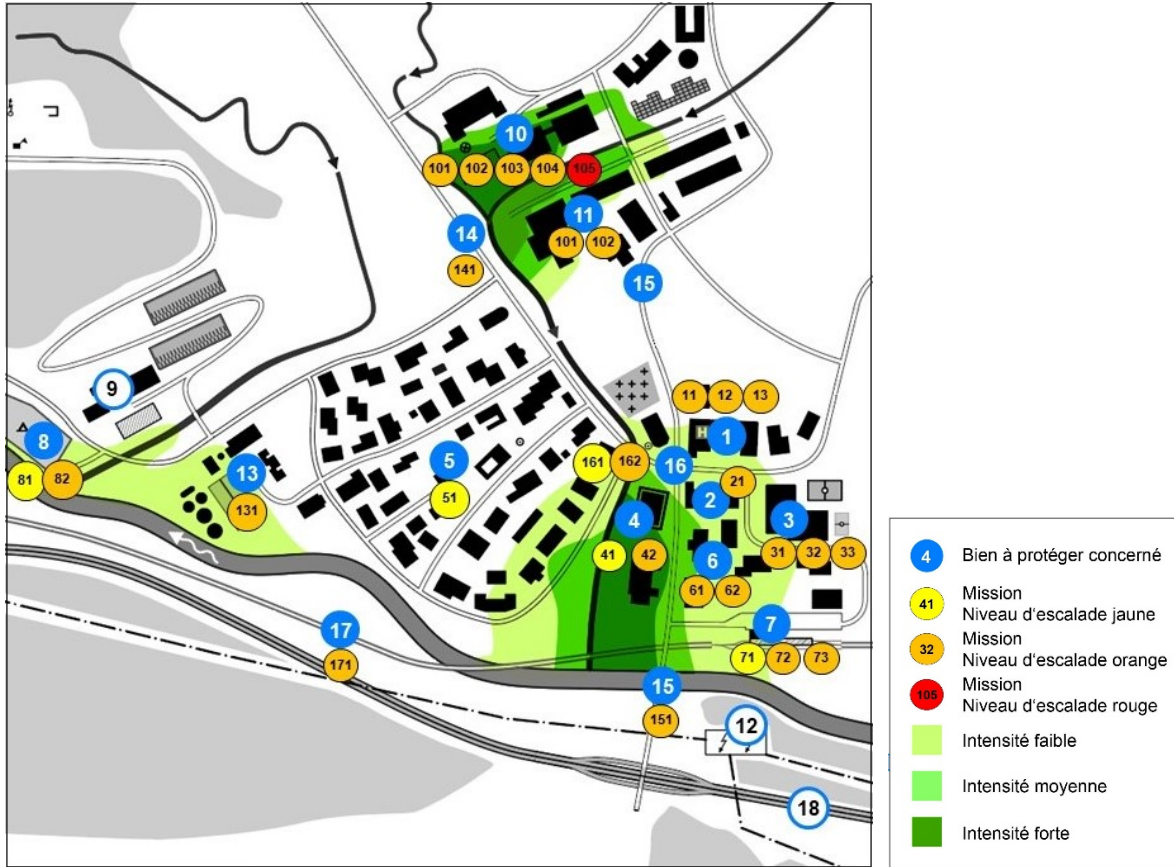 10
101 102 103 104 105
11
101 102
14
141
15
9
11 12 13
H 1
8
81 82
13
131
5
51
161 162 16
21
2
4
3
41 42
31 32 33
6
61 62
7
71 72 73
17
171
15
151
12
18
4 Bien à protéger concerné
41 Mission
Niveau d'escalade jaune
32 Mission
Niveau d'escalade orange
105 Mission
Niveau d'escalade rouge
Intensité faible
Intensité moyenne
Intensité forte